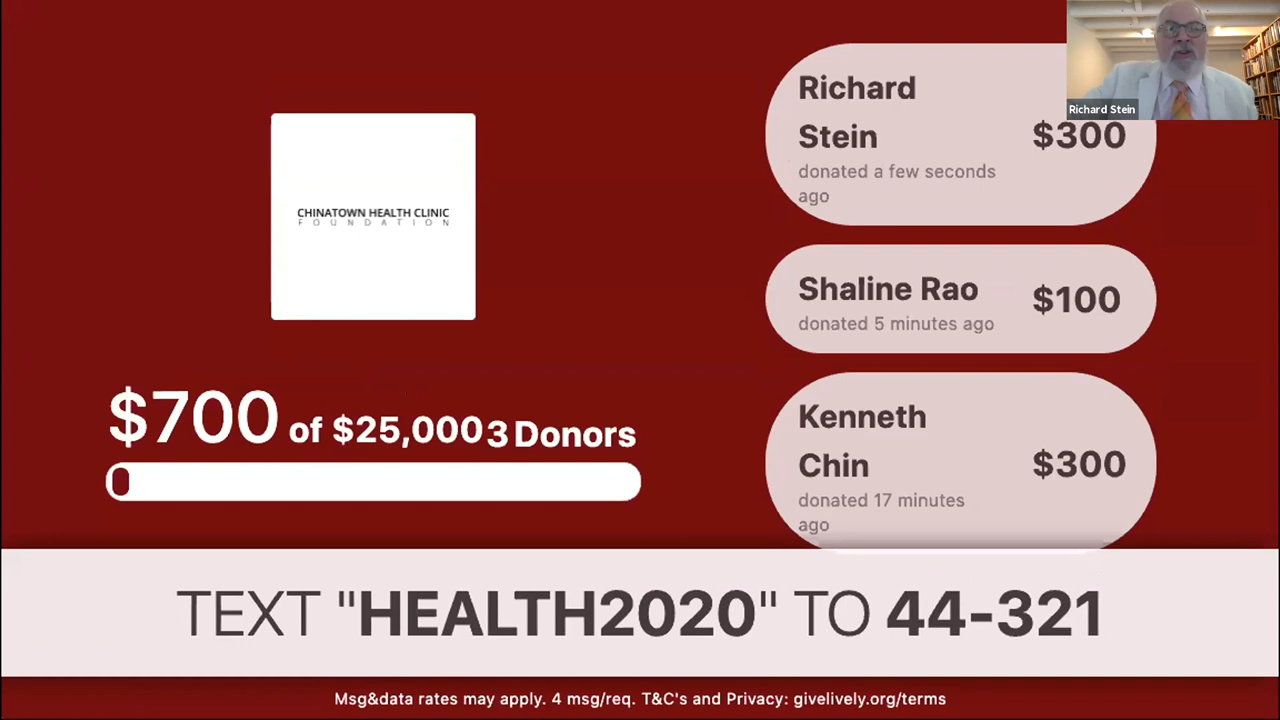 CHINATOWN HEALTH CLINIC
FOUNDATION
$700 of $25,000 3 Donors
Richard
Stein
$300
donated a few seconds
ago
Shaline Rao
$100
donated 5 minutes ago
Kenneth
Chin
$300
donated 17 minutes
ago
Richard Stein
TEXT "HEALTH2020" TO 44-321
Msg&data rates may apply. 4 msg/req. T&C's and Privacy: givelively.org/terms